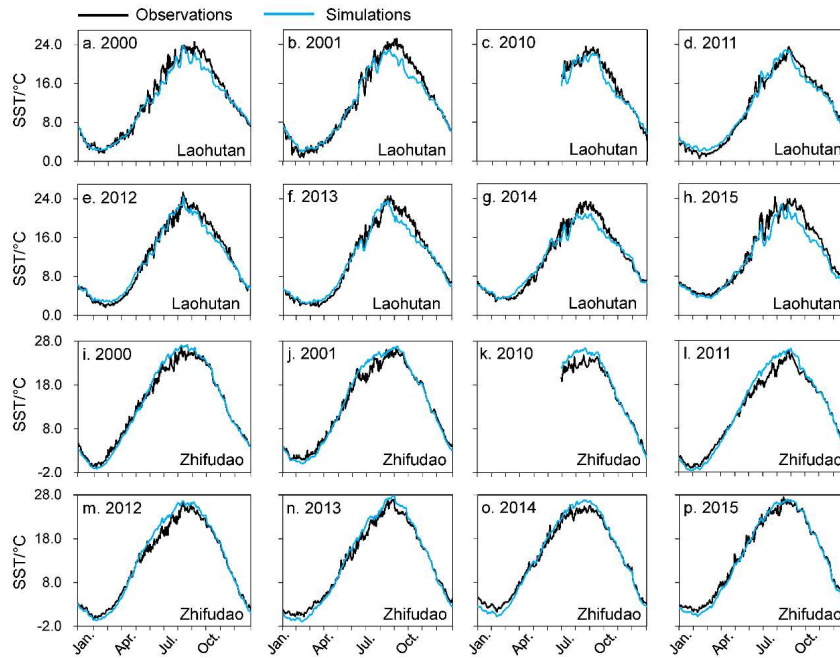 Observations Simulations
SST/°C 24.0 16.0 8.0 0.0
a. 2000 Laohutan
b. 2001 Laohutan
c. 2010 Laohutan
d. 2011 Laohutan
SST/°C 24.0 16.0 8.0 0.0
e. 2012 Laohutan
f. 2013 Laohutan
g. 2014 Laohutan
h. 2015 Laohutan
SST/°C 28.0 18.0 8.0 -2.0
i. 2000 Zhifudao
j. 2001 Zhifudao
k. 2010 Zhifudao
l. 2011 Zhifudao
SST/°C 28.0 18.0 8.0 -2.0
m. 2012 Zhifudao
n. 2013 Zhifudao
o. 2014 Zhifudao
p. 2015 Zhifudao
Jan. Apr. Jul. Oct. Jan. Apr. Jul. Oct. Jan. Apr. Jul. Oct. Jan. Apr. Jul. Oct.